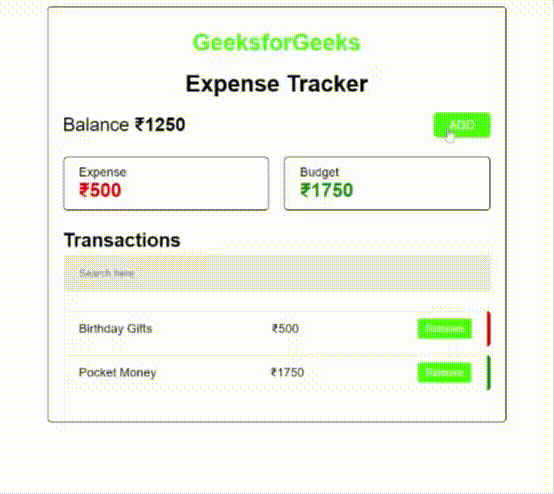 GeeksforGeeks
Expense Tracker
Balance ₹1250
ADD
Expense
₹500
Budget
₹1750
Transactions
Search here
Birthday Gifts ₹500 Remove
Pocket Money ₹1750 Remove